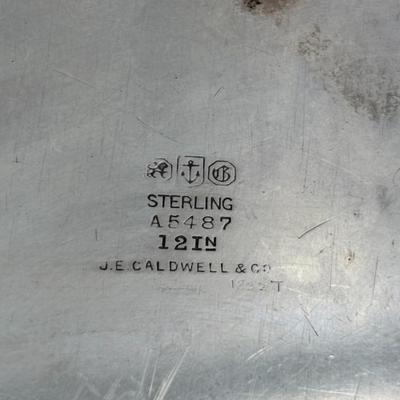 STERLING
A5487
12IN
J.E.CALDWELL & CO